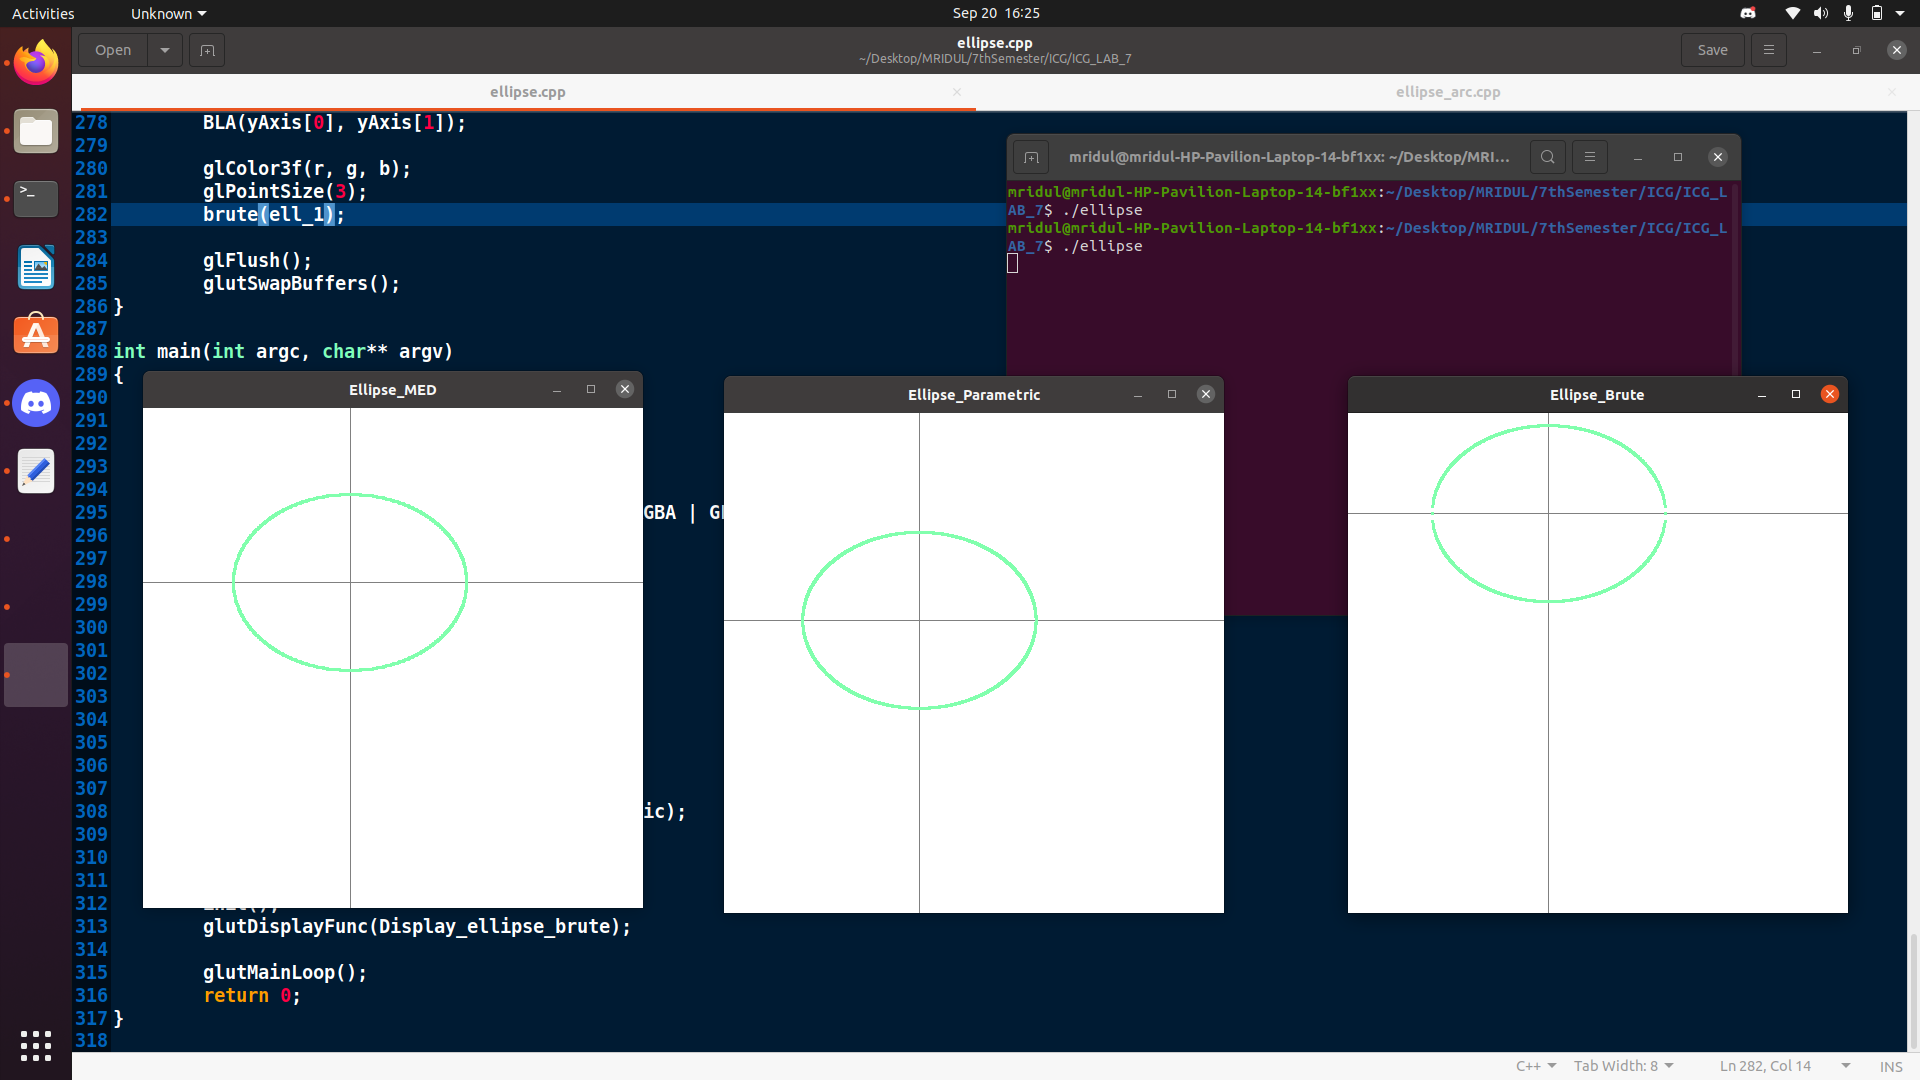 Activities
Unknown
Sep 20 16:25
Open
ellipse.cpp
~/Desktop/MRIDUL/7thSemester/ICG/ICG_LAB_7
Save
ellipse.cpp
ellipse_arc.cpp
278 BLA(yAxis[0], yAxis[1]);
279
280 glColor3f(r, g, b);
281 glPointSize(3);
282 brute(ell_1);
283
284 glFlush();
285 glutSwapBuffers();
286 }
287
288 int main(int argc, char** argv)
289 {
290
291
292
293
294
295 GBA |
296
297
298
299
300
301
302
303
304
305
306
307
308 ic);
309
310
311
312
313 glutDisplayFunc(Display_ellipse_brute);
314
315 glutMainLoop();
316 return 0;
317 }
318
mridul@mridul-HP-Pavilion-Laptop-14-bf1xx: ~/Desktop/MRI...
mridul@mridul-HP-Pavilion-Laptop-14-bf1xx:~/Desktop/MRIDUL/7thSemester/ICG/ICG_L
AB_7$ ./ellipse
mridul@mridul-HP-Pavilion-Laptop-14-bf1xx:~/Desktop/MRIDUL/7thSemester/ICG/ICG_L
AB_7$ ./ellipse
Ellipse_MED
Ellipse_Parametric
Ellipse_Brute
C++
Tab Width: 8
Ln 282, Col 14
INS